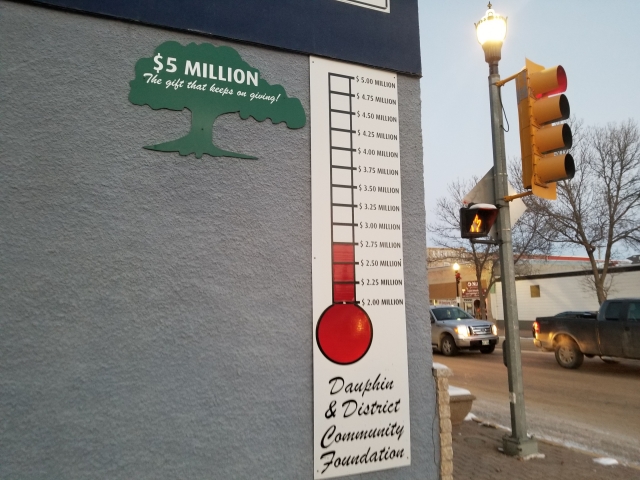 $5 MILLION
The gift that keeps on giving!
$ 5.00 MILLION
$ 4.75 MILLION
$ 4.50 MILLION
$ 4.25 MILLION
$ 4.00 MILLION
$ 3.75 MILLION
$ 3.50 MILLION
$ 3.25 MILLION
$ 3.00 MILLION
$ 2.75 MILLION
$ 2.50 MILLION
$ 2.25 MILLION
$ 2.00 MILLION
Dauphin
& District
Community
Foundation